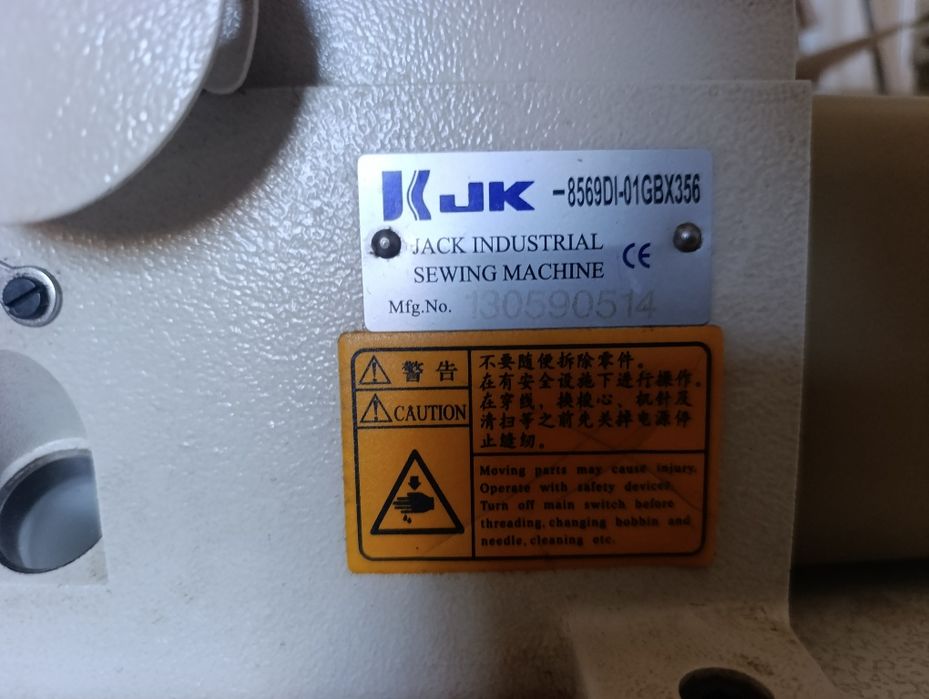 JK -8569DI-01GBX356
JACK INDUSTRIAL
SEWING MACHINE CE
Mfg.No. 130590514
警告
CAUTION
不要随便拆除零件。
在有安全设施下进行操作。
在穿线、换梭心、机针及
清扫等之前先关掉电源停
止缝纫。
Moving parts may cause injury.
Operate with safety devices.
Turn off main switch before
threading, changing bobbin and
needle, cleaning etc.